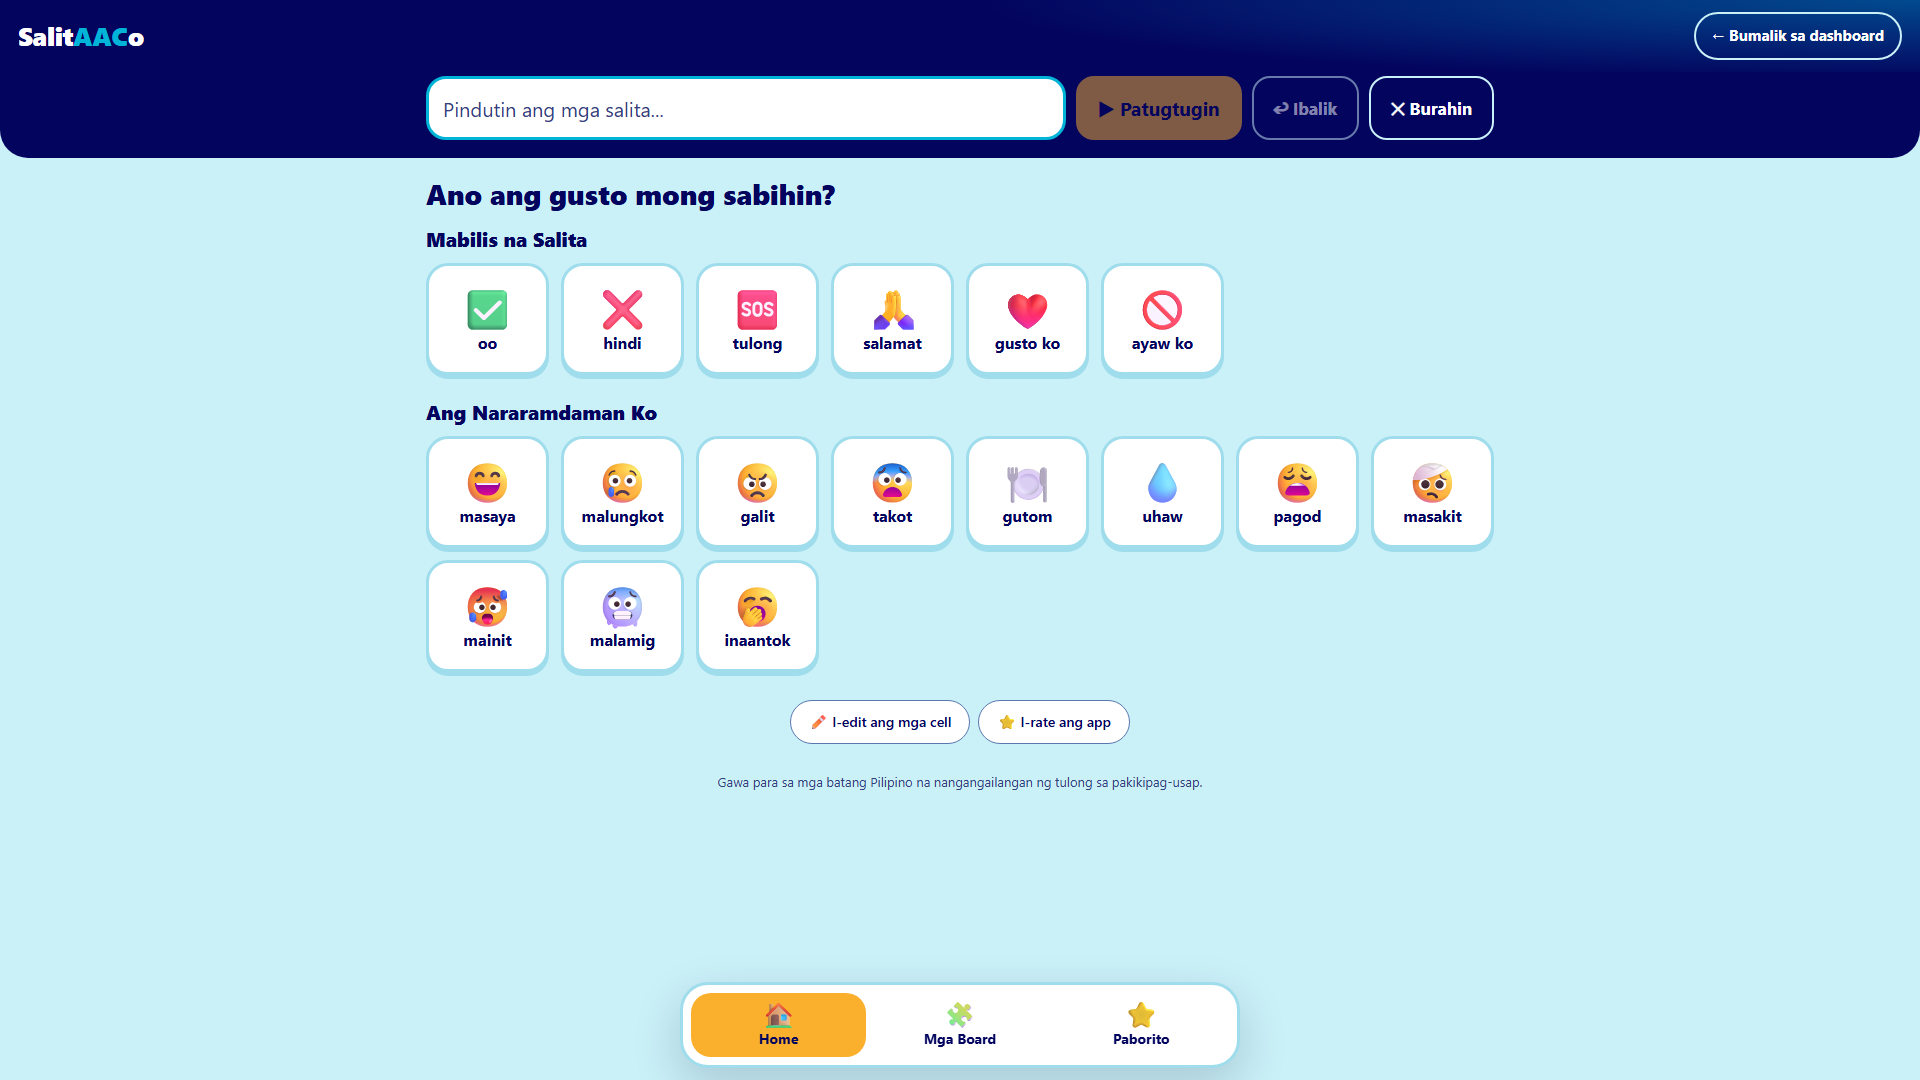 SalitAACo
← Bumalik sa dashboard
Pindutin ang mga salita...
▶ Patugtugin
↩ Ibalik
✕ Burahin
Ano ang gusto mong sabihin?
Mabilis na Salita
oo
hindi
SOS
tulong
salamat
gusto ko
ayaw ko
Ang Nararamdaman Ko
masaya
malungkot
galit
takot
gutom
uhaw
pagod
masakit
mainit
malamig
inaantok
I-edit ang mga cell
I-rate ang app
Gawa para sa mga batang Pilipino na nangangailangan ng tulong sa pakikipag-usap.
Home
Mga Board
Paborito